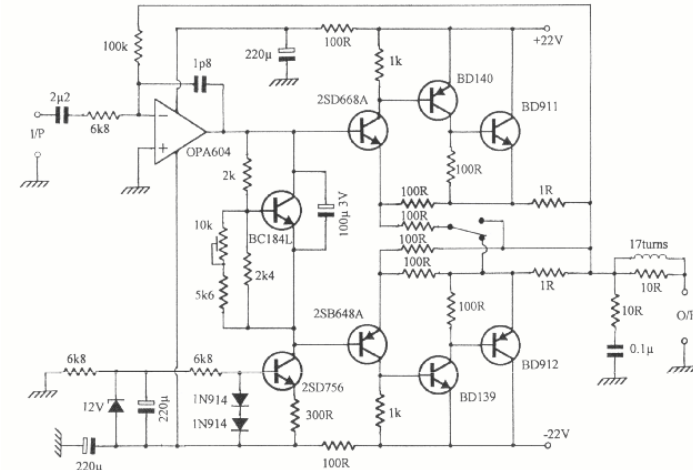 100k
220μ
100R
+22V
1k
BD140
BD911
1p8
2μ2
2SD668A
I/P
6k8
OPA604
100R
2k
100μ 3V
100R
1R
100R
BC184L
10k
100R
17turns
2k4
100R
5k6
100R
1R
10R
10R
O/P
2SB648A
6k8
6k8
BD912
0.1μ
2SD756
BD139
12V
220μ
1N914
300R
1k
1N914
-22V
220μ
100R